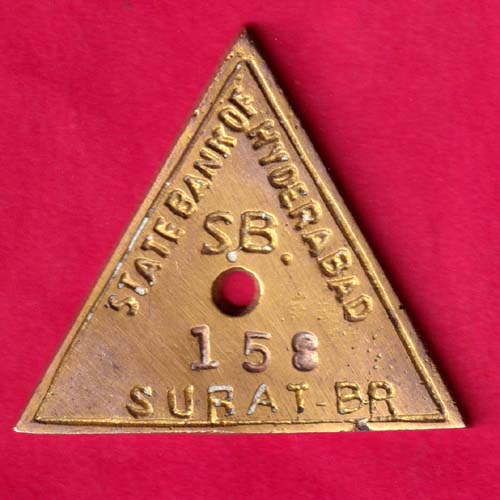 STATE BANK OF HYDERABAD
SB.
158
SURAT-BR